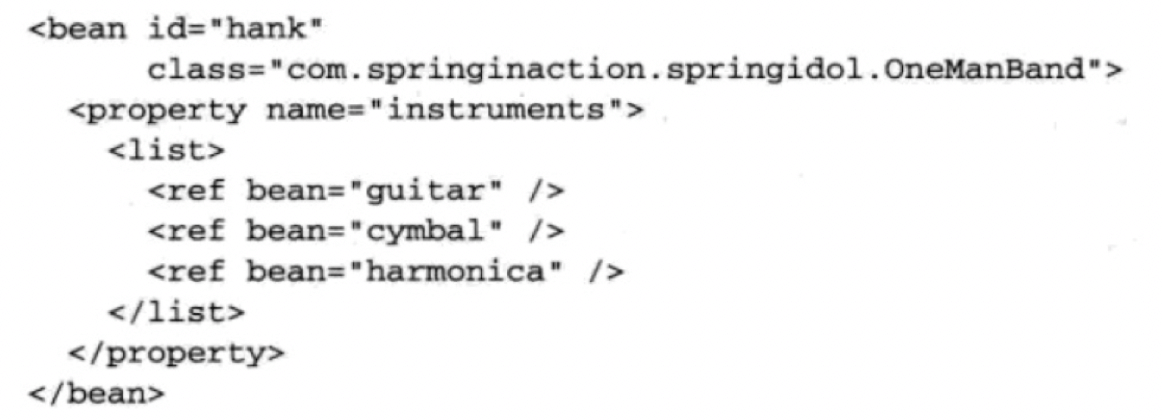 <bean id="hank"
class="com.springinaction.springidol.OneManBand">
<property name="instruments">
<list>
<ref bean="guitar" />
<ref bean="cymbal" />
<ref bean="harmonica" />
</list>
</property>
</bean>